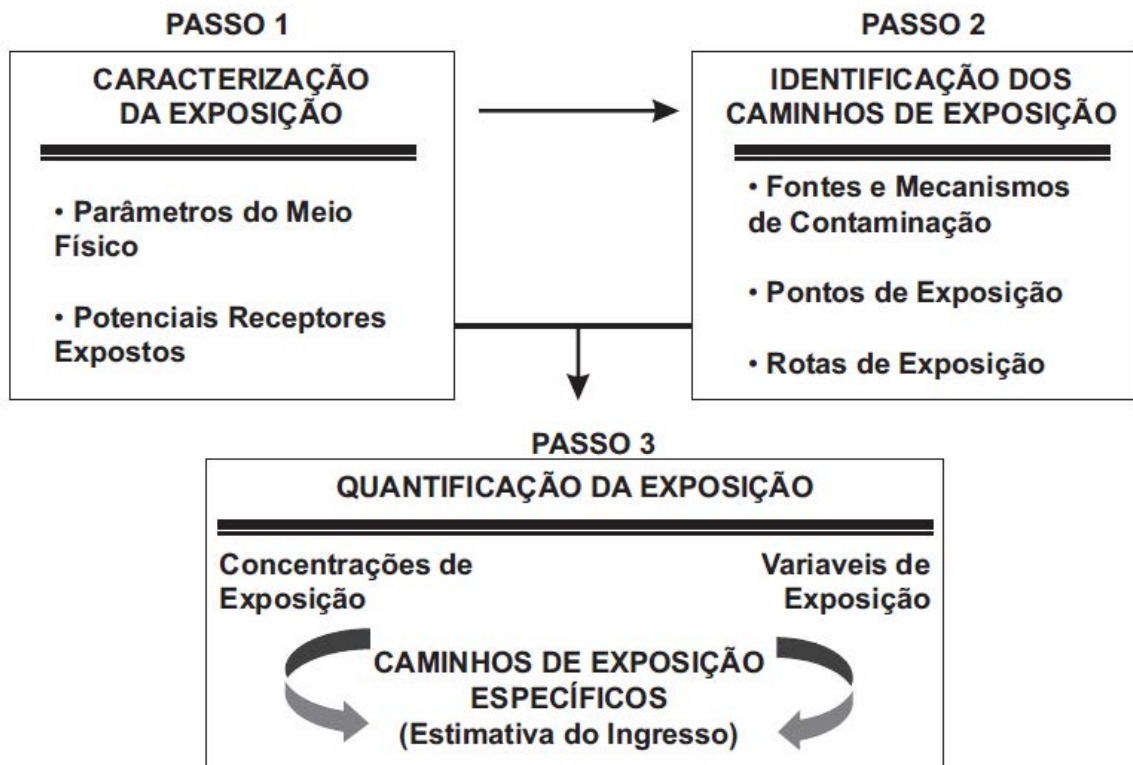 PASSO 1
CARACTERIZAÇÃO
DA EXPOSIÇÃO
• Parâmetros do Meio
Físico
• Potenciais Receptores
Expostos
PASSO 2
IDENTIFICAÇÃO DOS
CAMINHOS DE EXPOSIÇÃO
• Fontes e Mecanismos
de Contaminação
• Pontos de Exposição
• Rotas de Exposição
PASSO 3
QUANTIFICAÇÃO DA EXPOSIÇÃO
Concentrações de
Exposição
Variaveis de
Exposição
CAMINHOS DE EXPOSIÇÃO
ESPECÍFICOS
(Estimativa do Ingresso)